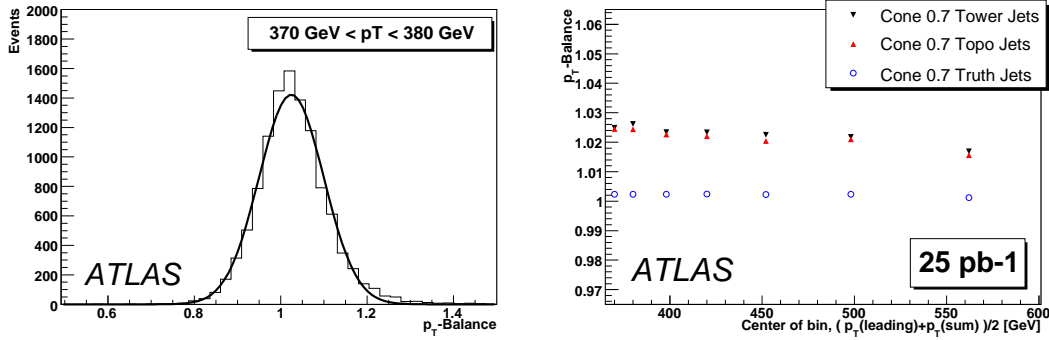 Events
2000
1800
1600
1400
1200
1000
800
600
400
200
0
370 GeV < pT < 380 GeV
ATLAS
0.6 0.8 1 1.2 1.4
pT-Balance
pT-Balance
1.06
1.05
1.04
1.03
1.02
1.01
1
0.99
0.98
0.97
Cone 0.7 Tower Jets
Cone 0.7 Topo Jets
Cone 0.7 Truth Jets
ATLAS
25 pb-1
400 450 500 550 600
Center of bin, ( pT(leading)+pT(sum) )/2 [GeV]